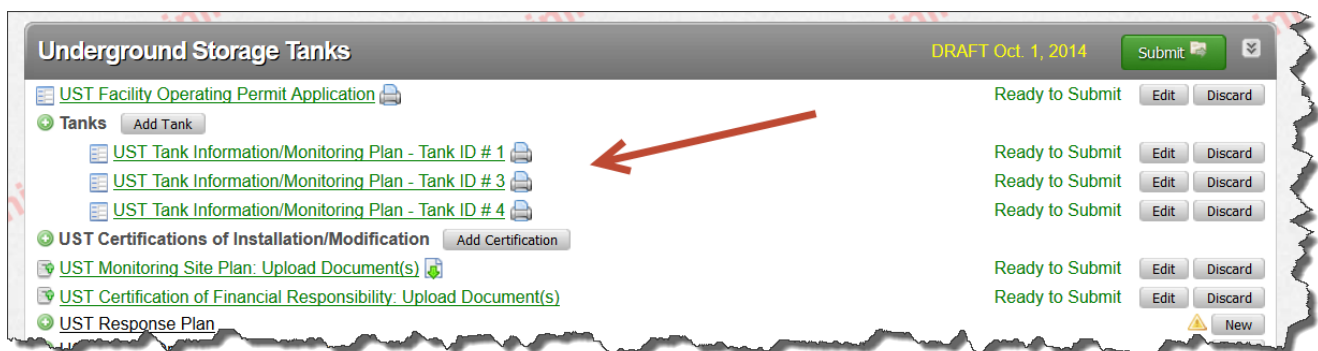 Underground Storage Tanks DRAFT Oct. 1, 2014 Submit
UST Facility Operating Permit Application Ready to Submit Edit Discard
Tanks Add Tank
UST Tank Information/Monitoring Plan - Tank ID # 1 Ready to Submit Edit Discard
UST Tank Information/Monitoring Plan - Tank ID # 3 Ready to Submit Edit Discard
UST Tank Information/Monitoring Plan - Tank ID # 4 Ready to Submit Edit Discard
UST Certifications of Installation/Modification Add Certification
UST Monitoring Site Plan: Upload Document(s) Ready to Submit Edit Discard
UST Certification of Financial Responsibility: Upload Document(s) Ready to Submit Edit Discard
UST Response Plan New